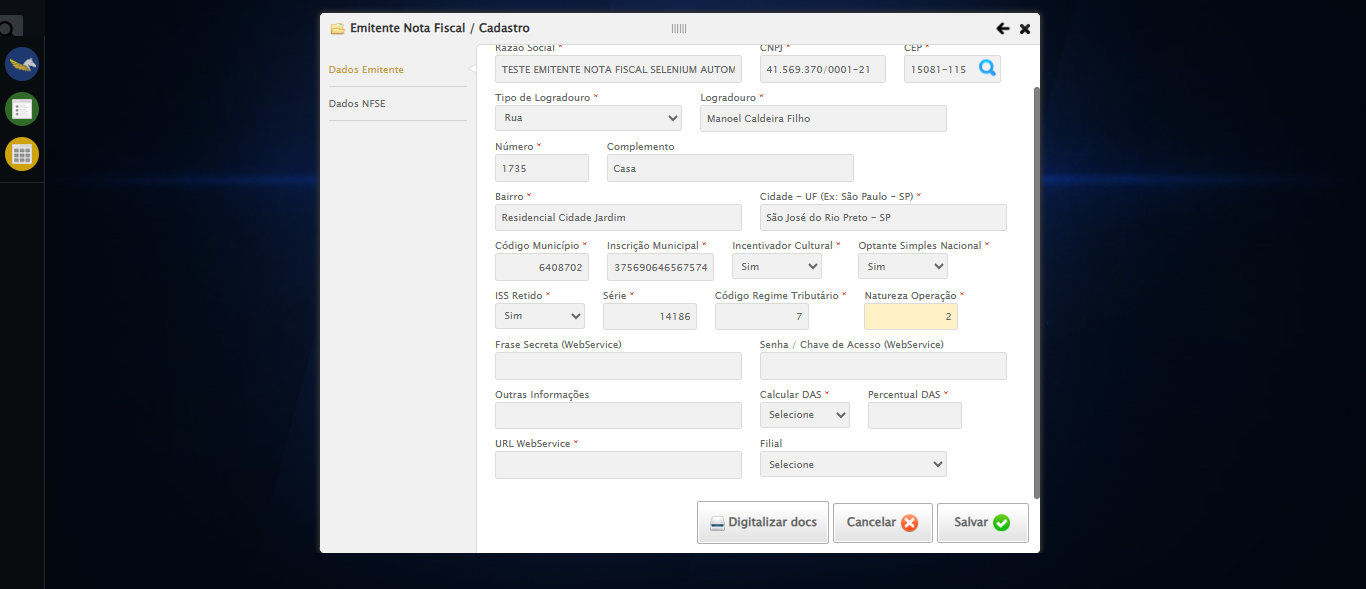 Emitente Nota Fiscal / Cadastro
Dados Emitente
Dados NFSE
Razão Social * CNPJ * CEP *
TESTE EMITENTE NOTA FISCAL SELENIUM AUTOM 41.569.370/0001-21 15081-115
Tipo de Logradouro * Logradouro *
Rua Manoel Caldeira Filho
Número * Complemento
1735 Casa
Bairro * Cidade - UF (Ex: São Paulo - SP) *
Residencial Cidade Jardim São José do Rio Preto - SP
Código Município * Inscrição Municipal * Incentivador Cultural * Optante Simples Nacional *
6408702 375690646567574 Sim Sim
ISS Retido * Série * Código Regime Tributário * Natureza Operação *
Sim 14186 7 2
Frase Secreta (WebService) Senha / Chave de Acesso (WebService)
Outras Informações Calcular DAS * Percentual DAS *
Selecione
URL WebService * Filial
Selecione
Digitalizar docs Cancelar Salvar